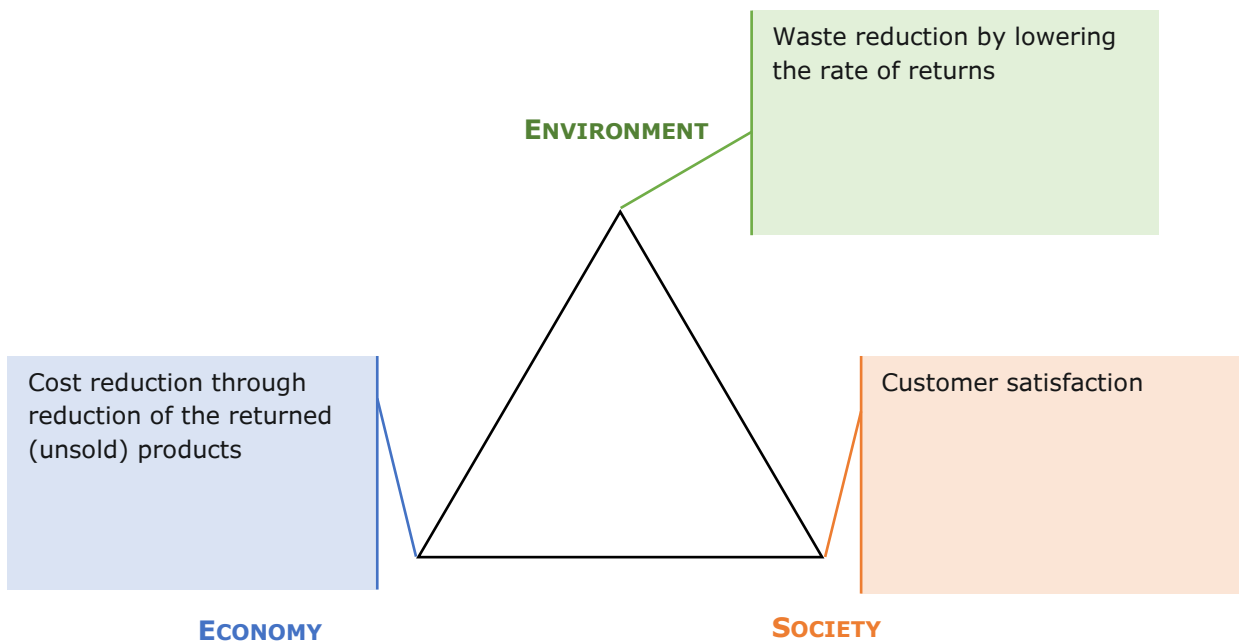 Waste reduction by lowering
the rate of returns
ENVIRONMENT
Cost reduction through
reduction of the returned
(unsold) products
Customer satisfaction
ECONOMY
SOCIETY